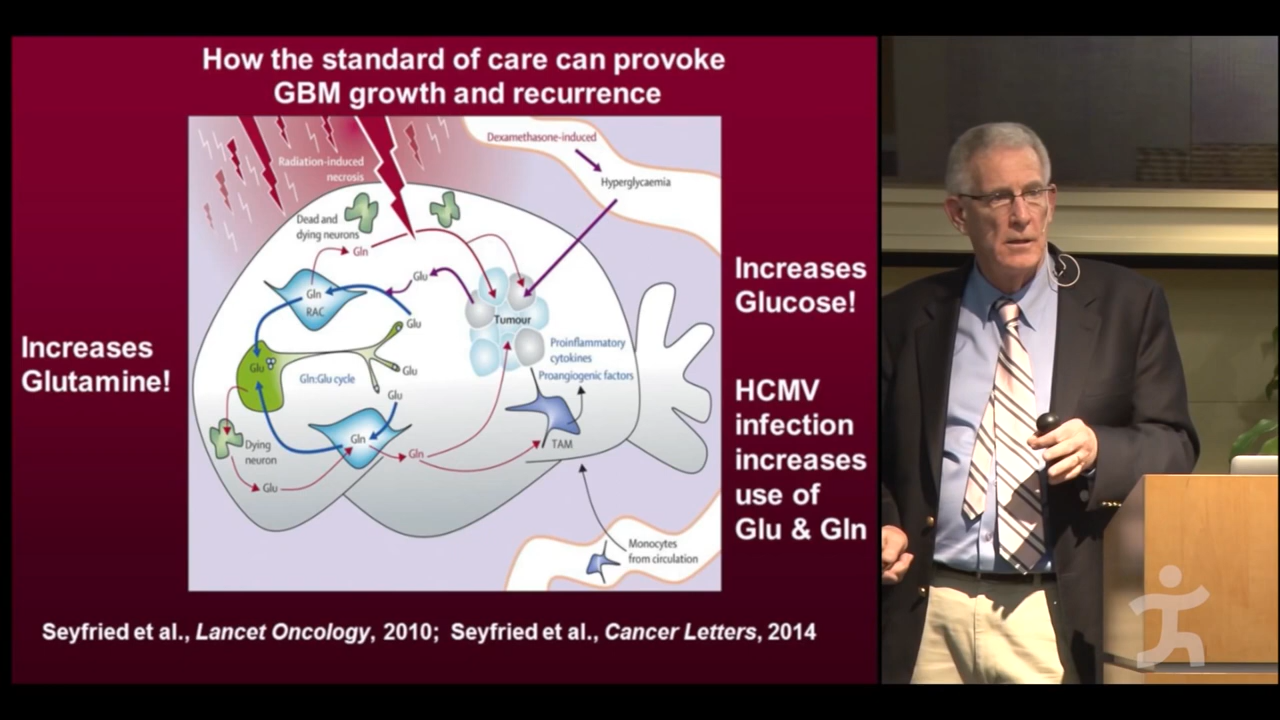 How the standard of care can provoke
GBM growth and recurrence
Dexamethasone-induced
Radiation-induced
necrosis
Hyperglycaemia
Dead and
dying neurons
Gln
Glu
Gln
RAC
Glu
Tumour
Increases
Glucose!
Increases
Glutamine!
Proinflammatory
cytokines
Proangiogenic factors
Glu
Gln:Glu cycle
Glu
Glu
HCMV
infection
increases
use of
Glu & Gln
Gln
TAM
Dying
neuron
Gln
Glu
Monocytes
from circulation
Seyfried et al., Lancet Oncology, 2010; Seyfried et al., Cancer Letters, 2014